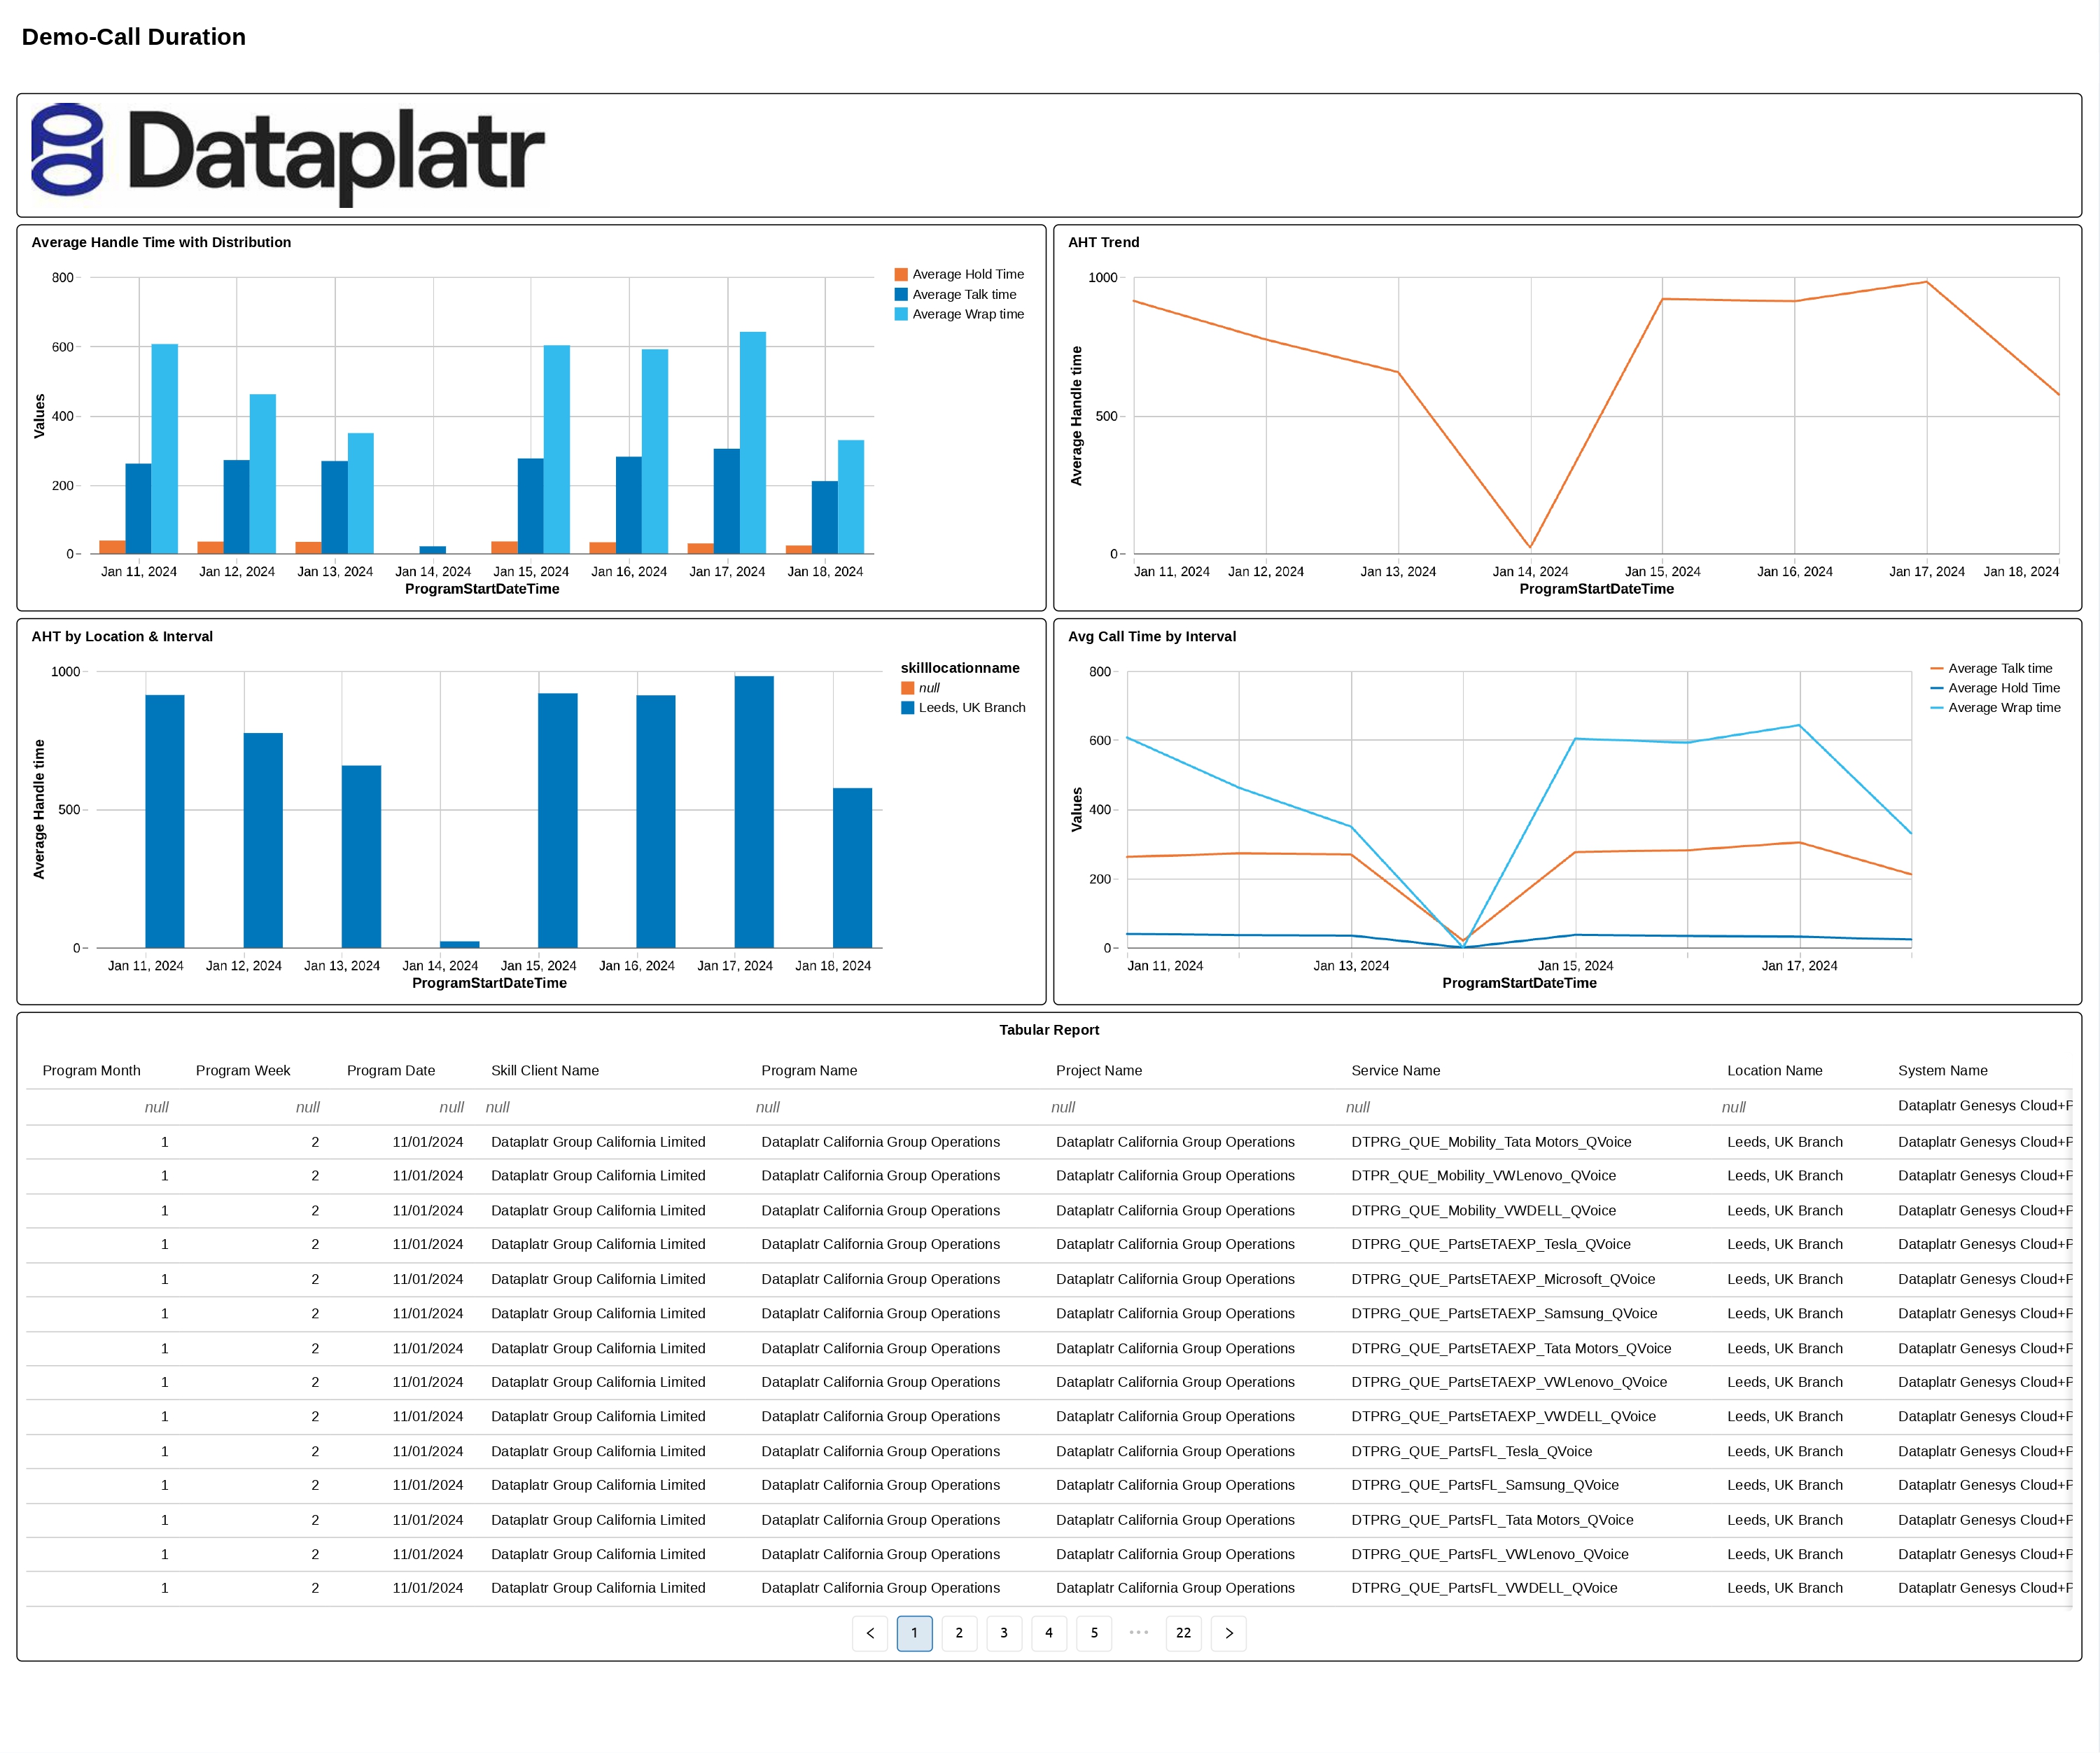 Demo-Call Duration
Dataplatr
Average Handle Time with Distribution
800
600
400
200
0
Values
Jan 11, 2024 Jan 12, 2024 Jan 13, 2024 Jan 14, 2024 Jan 15, 2024 Jan 16, 2024 Jan 17, 2024 Jan 18, 2024
ProgramStartDateTime
Average Hold Time
Average Talk time
Average Wrap time
AHT Trend
1000
500
0
Average Handle time
Jan 11, 2024 Jan 12, 2024 Jan 13, 2024 Jan 14, 2024 Jan 15, 2024 Jan 16, 2024 Jan 17, 2024 Jan 18, 2024
ProgramStartDateTime
AHT by Location & Interval
1000
500
0
Average Handle time
Jan 11, 2024 Jan 12, 2024 Jan 13, 2024 Jan 14, 2024 Jan 15, 2024 Jan 16, 2024 Jan 17, 2024 Jan 18, 2024
ProgramStartDateTime
skilllocationname
null
Leeds, UK Branch
Avg Call Time by Interval
800
600
400
200
0
Values
Jan 11, 2024 Jan 13, 2024 Jan 15, 2024 Jan 17, 2024
ProgramStartDateTime
Average Talk time
Average Hold Time
Average Wrap time
Tabular Report
Program Month Program Week Program Date Skill Client Name Program Name Project Name Service Name Location Name System Name
null null null null null null null null Dataplatr Genesys Cloud+F
1 2 11/01/2024 Dataplatr Group California Limited Dataplatr California Group Operations Dataplatr California Group Operations DTPRG_QUE_Mobility_Tata Motors_QVoice Leeds, UK Branch Dataplatr Genesys Cloud+F
1 2 11/01/2024 Dataplatr Group California Limited Dataplatr California Group Operations Dataplatr California Group Operations DTPR_QUE_Mobility_VWLenovo_QVoice Leeds, UK Branch Dataplatr Genesys Cloud+F
1 2 11/01/2024 Dataplatr Group California Limited Dataplatr California Group Operations Dataplatr California Group Operations DTPRG_QUE_Mobility_VWDELL_QVoice Leeds, UK Branch Dataplatr Genesys Cloud+F
1 2 11/01/2024 Dataplatr Group California Limited Dataplatr California Group Operations Dataplatr California Group Operations DTPRG_QUE_PartsETAEXP_Tesla_QVoice Leeds, UK Branch Dataplatr Genesys Cloud+F
1 2 11/01/2024 Dataplatr Group California Limited Dataplatr California Group Operations Dataplatr California Group Operations DTPRG_QUE_PartsETAEXP_Microsoft_QVoice Leeds, UK Branch Dataplatr Genesys Cloud+F
1 2 11/01/2024 Dataplatr Group California Limited Dataplatr California Group Operations Dataplatr California Group Operations DTPRG_QUE_PartsETAEXP_Samsung_QVoice Leeds, UK Branch Dataplatr Genesys Cloud+F
1 2 11/01/2024 Dataplatr Group California Limited Dataplatr California Group Operations Dataplatr California Group Operations DTPRG_QUE_PartsETAEXP_Tata Motors_QVoice Leeds, UK Branch Dataplatr Genesys Cloud+F
1 2 11/01/2024 Dataplatr Group California Limited Dataplatr California Group Operations Dataplatr California Group Operations DTPRG_QUE_PartsETAEXP_VWLenovo_QVoice Leeds, UK Branch Dataplatr Genesys Cloud+F
1 2 11/01/2024 Dataplatr Group California Limited Dataplatr California Group Operations Dataplatr California Group Operations DTPRG_QUE_PartsETAEXP_VWDELL_QVoice Leeds, UK Branch Dataplatr Genesys Cloud+F
1 2 11/01/2024 Dataplatr Group California Limited Dataplatr California Group Operations Dataplatr California Group Operations DTPRG_QUE_PartsFL_Tesla_QVoice Leeds, UK Branch Dataplatr Genesys Cloud+F
1 2 11/01/2024 Dataplatr Group California Limited Dataplatr California Group Operations Dataplatr California Group Operations DTPRG_QUE_PartsFL_Samsung_QVoice Leeds, UK Branch Dataplatr Genesys Cloud+F
1 2 11/01/2024 Dataplatr Group California Limited Dataplatr California Group Operations Dataplatr California Group Operations DTPRG_QUE_PartsFL_Tata Motors_QVoice Leeds, UK Branch Dataplatr Genesys Cloud+F
1 2 11/01/2024 Dataplatr Group California Limited Dataplatr California Group Operations Dataplatr California Group Operations DTPRG_QUE_PartsFL_VWLenovo_QVoice Leeds, UK Branch Dataplatr Genesys Cloud+F
1 2 11/01/2024 Dataplatr Group California Limited Dataplatr California Group Operations Dataplatr California Group Operations DTPRG_QUE_PartsFL_VWDELL_QVoice Leeds, UK Branch Dataplatr Genesys Cloud+F
< 1 2 3 4 5 ••• 22 >